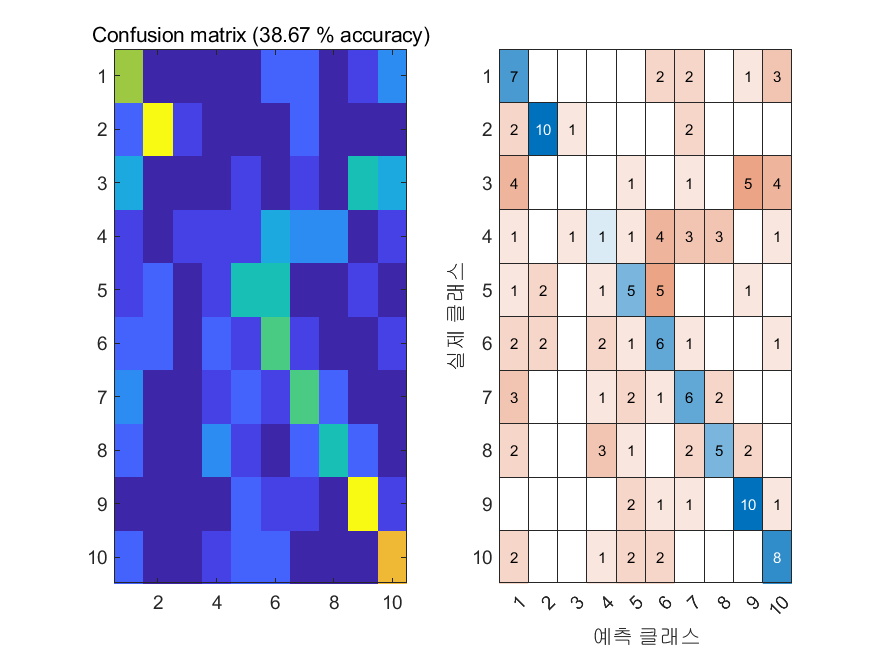 Confusion matrix (38.67 % accuracy)
1
2
3
4
5
6
7
8
9
10
2 4 6 8 10
실제 클래스
1 7 2 2 1 3
2 2 10 1 2
3 4 1 1 5 4
4 1 1 1 1 4 3 3 1
5 1 2 1 5 5 1
6 2 2 2 1 6 1 1
7 3 1 2 1 6 2
8 2 3 1 2 5 2
9 2 1 1 10 1
10 2 1 2 2 8
1 2 3 4 5 6 7 8 9 10
예측 클래스